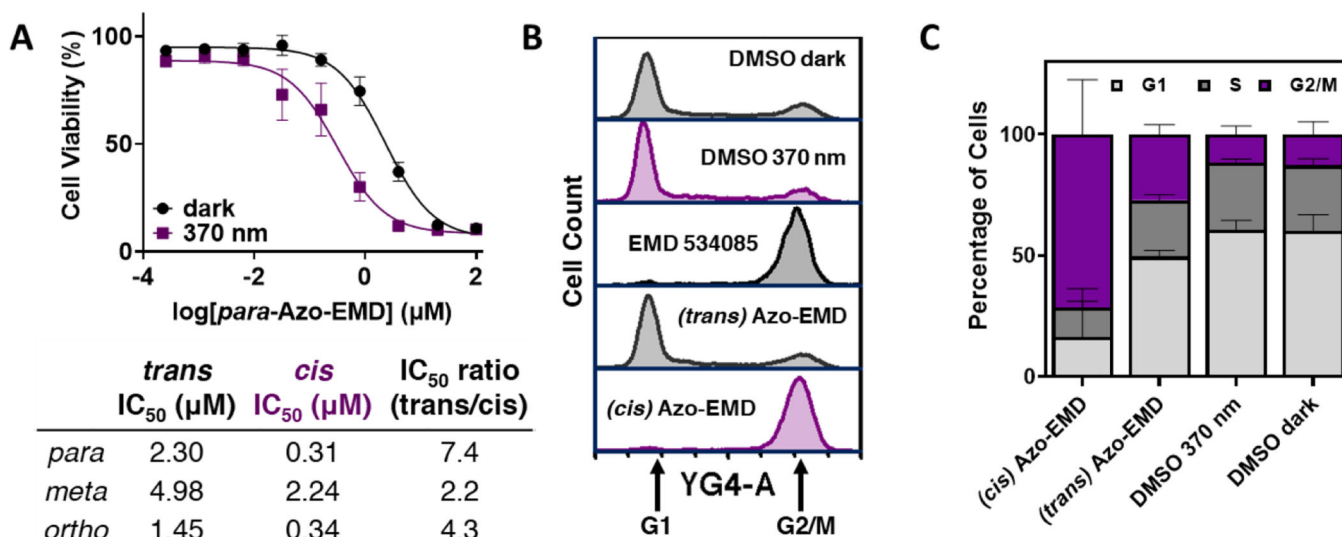 A
Cell Viability (%)
100
50
0
dark
370 nm
-4
-2
0
2
log[para-Azo-EMD] (µM)
trans IC50 (µM)
cis IC50 (µM)
IC50 ratio (trans/cis)
para 2.30 0.31 7.4
meta 4.98 2.24 2.2
ortho 1.45 0.34 4.3
B
Cell Count
DMSO dark
DMSO 370 nm
EMD 534085
(trans) Azo-EMD
(cis) Azo-EMD
YG4-A
G1
G2/M
C
Percentage of Cells
G1 S G2/M
100
50
0
(cis) Azo-EMD
(trans) Azo-EMD
DMSO 370 nm
DMSO dark